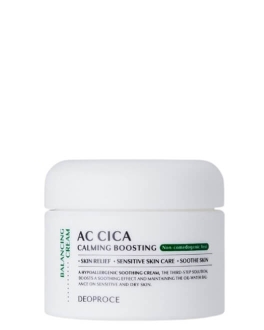 BALANCING
CREAM
AC CICA
CALMING BOOSTING
Non-comedogenic Test
• SKIN RELIEF • SENSITIVE SKIN CARE • SOOTHE SKIN
A HYPOALLERGENIC SOOTHING CREAM, THE THIRD-STEP SOLUTION,
BOOSTS A SOOTHING EFFECT AND MAINTAINING THE OIL-WATER BAL
ANCE ON SENSITIVE AND DRY SKIN.
DEOPROCE